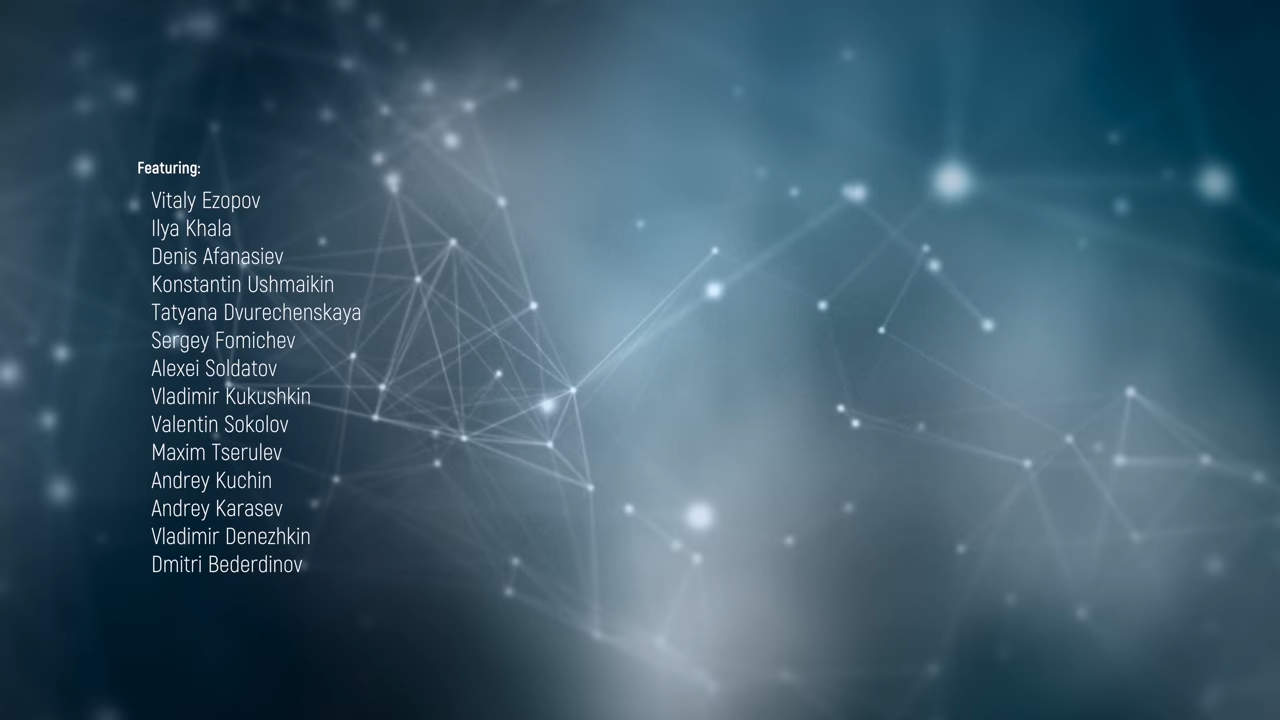 Featuring:
Vitaly Ezopov
Ilya Khala
Denis Afanasiev
Konstantin Ushmaikin
Tatyana Dvurechenskaya
Sergey Fomichev
Alexei Soldatov
Vladimir Kukushkin
Valentin Sokolov
Maxim Tserulev
Andrey Kuchin
Andrey Karasev
Vladimir Denezhkin
Dmitri Bederdinov